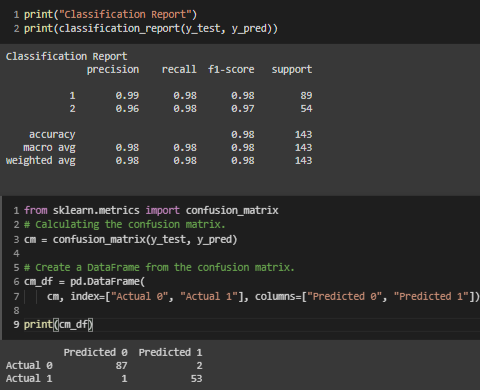 1 print("Classification Report")
2 print(classification_report(y_test, y_pred))
Classification Report
precision recall f1-score support
1 0.99 0.98 0.98 89
2 0.96 0.98 0.97 54
accuracy 0.98 143
macro avg 0.98 0.98 0.98 143
weighted avg 0.98 0.98 0.98 143
1 from sklearn.metrics import confusion_matrix
2 # Calculating the confusion matrix.
3 cm = confusion_matrix(y_test, y_pred)
4
5 # Create a DataFrame from the confusion matrix.
6 cm_df = pd.DataFrame(
7 cm, index=["Actual 0", "Actual 1"], columns=["Predicted 0", "Predicted 1"])
8
9 print(cm_df)
Predicted 0 Predicted 1
Actual 0 87 2
Actual 1 1 53